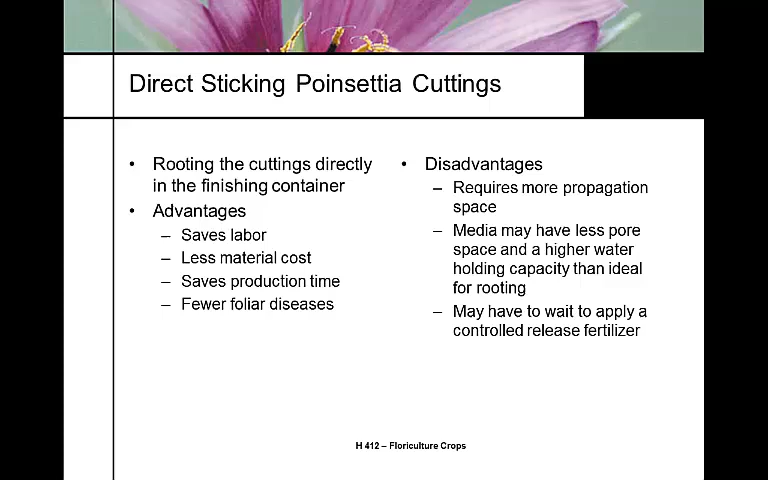 Direct Sticking Poinsettia Cuttings
• Rooting the cuttings directly
in the finishing container
• Advantages
– Saves labor
– Less material cost
– Saves production time
– Fewer foliar diseases
• Disadvantages
– Requires more propagation
space
– Media may have less pore
space and a higher water
holding capacity than ideal
for rooting
– May have to wait to apply a
controlled release fertilizer
H 412 – Floriculture Crops